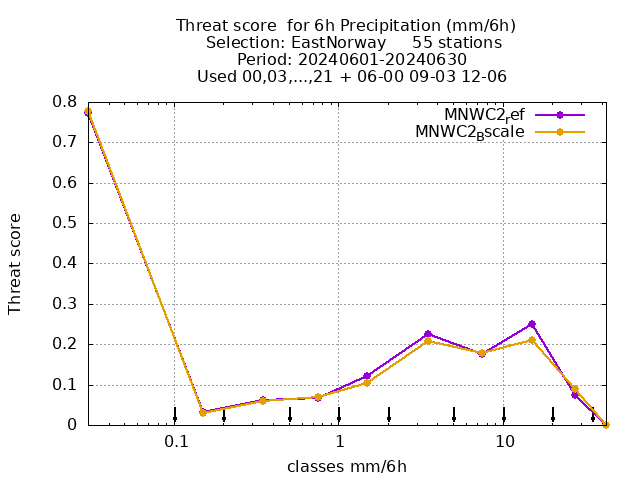 Threat score  for 6h Precipitation (mm/6h)
Selection: EastNorway     55 stations
Period: 20240601-20240630
Used 00,03,...,21 + 06-00 09-03 12-06
MNWC2ref
MNWC2Bscale
0.8
0.7
0.6
0.5
0.4
0.3
0.2
0.1
0
Threat score
0.1 1 10
classes mm/6h